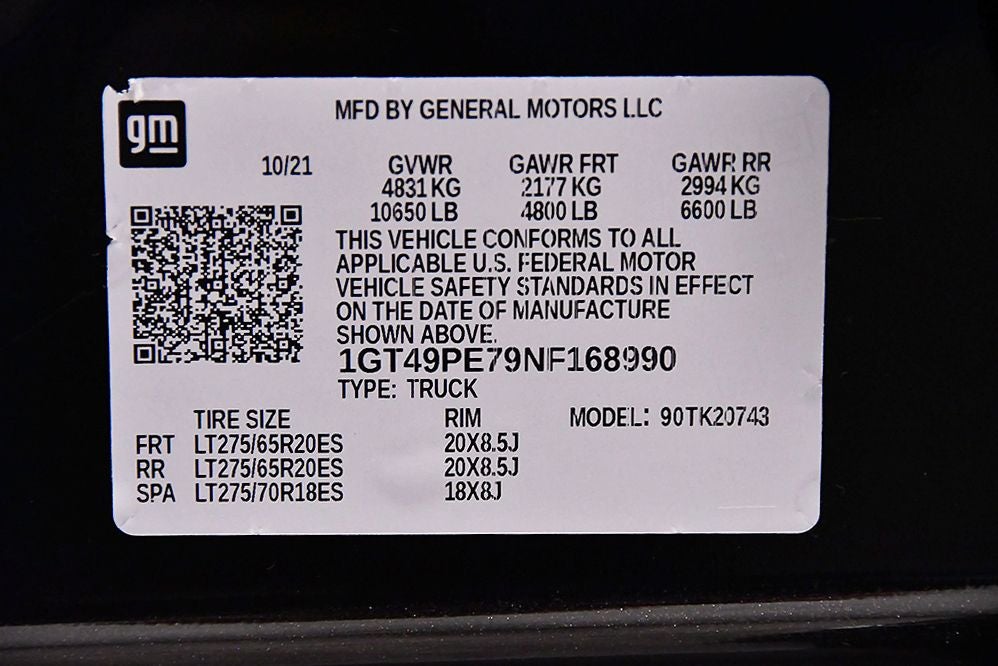 gm
MFD BY GENERAL MOTORS LLC
10/21 GVWR GAWR FRT GAWR RR
4831 KG 2177 KG 2994 KG
10650 LB 4800 LB 6600 LB
THIS VEHICLE CONFORMS TO ALL
APPLICABLE U.S. FEDERAL MOTOR
VEHICLE SAFETY STANDARDS IN EFFECT
ON THE DATE OF MANUFACTURE
SHOWN ABOVE.
1GT49PE79NF168990
TYPE: TRUCK
TIRE SIZE RIM MODEL: 90TK20743
FRT LT275/65R20ES 20X8.5J
RR LT275/65R20ES 20X8.5J
SPA LT275/70R18ES 18X8J